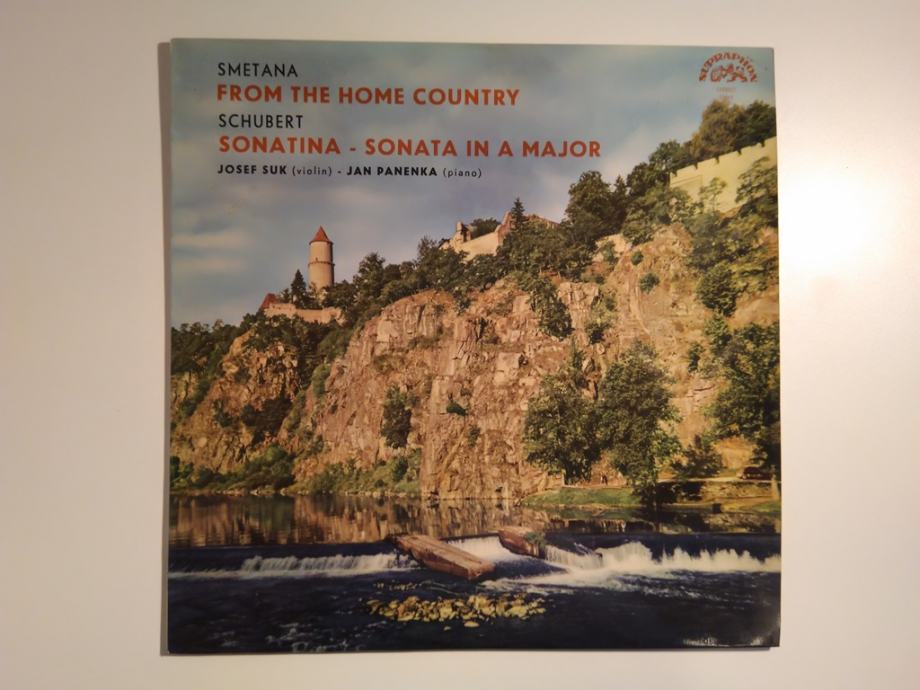 SMETANA
FROM THE HOME COUNTRY
SCHUBERT
SONATINA - SONATA IN A MAJOR
JOSEF SUK (violin) - JAN PANENKA (piano)
SUPRAPHON